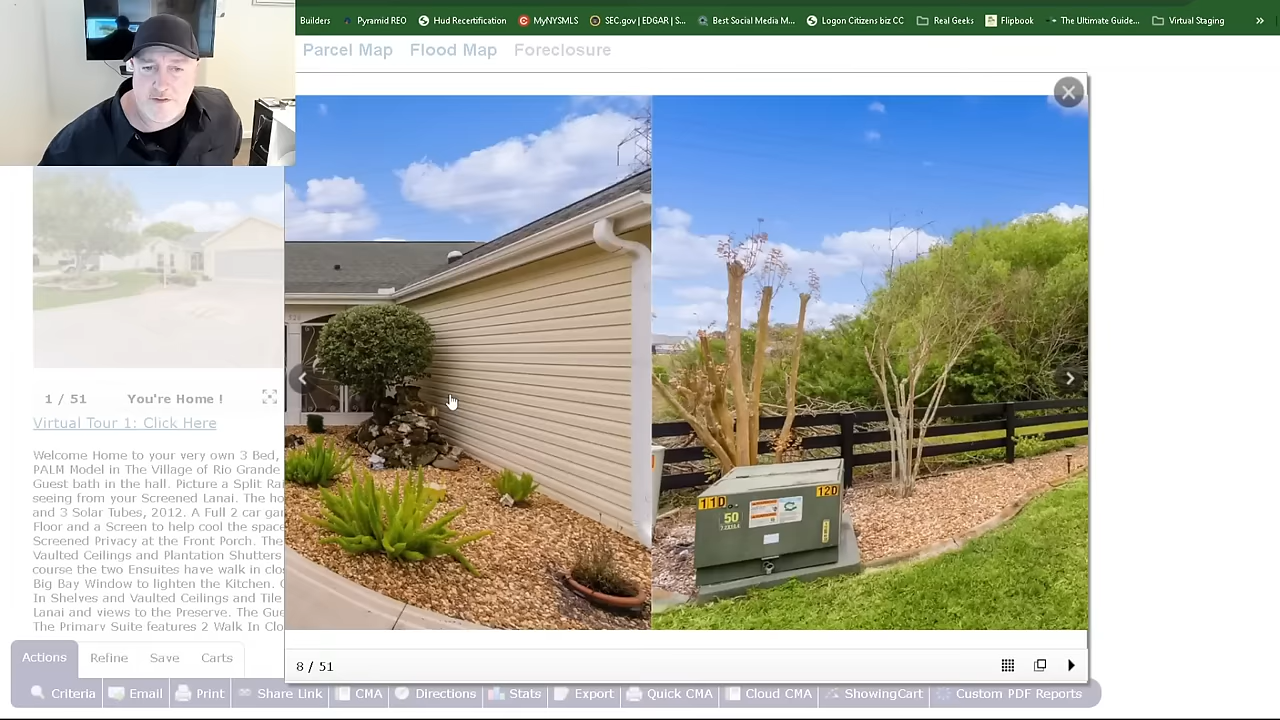 Builders Pyramid REO Hud Recertification MyNYSMLS SEC.gov | EDGAR | S... Best Social Media M... Logon Citizens biz CC Real Geeks Flipbook The Ultimate Guide... Virtual Staging »
Parcel Map Flood Map Foreclosure
11D 12D
50
1 / 51 You're Home !
Virtual Tour 1: Click Here
Welcome Home to your very own 3 Bed,
PALM Model in The Village of Rio Grande
Guest bath in the hall. Picture a Split Ra
seeing from your Screened Lanai. The ho
and 3 Solar Tubes, 2012. A Full 2 car gar
Floor and a Screen to help cool the space
Screened Privacy at the Front Porch. The
Vaulted Ceilings and Plantation Shutters
course the two Ensuites have walk in clos
Big Bay Window to lighten the Kitchen.
In Shelves and Vaulted Ceilings and Tile
Lanai and views to the Preserve. The Gue
The Primary Suite features 2 Walk In Clo
8 / 51
Actions Refine Save Carts
Criteria Email Print Share Link CMA Directions Stats Export Quick CMA Cloud CMA ShowingCart Custom PDF Reports